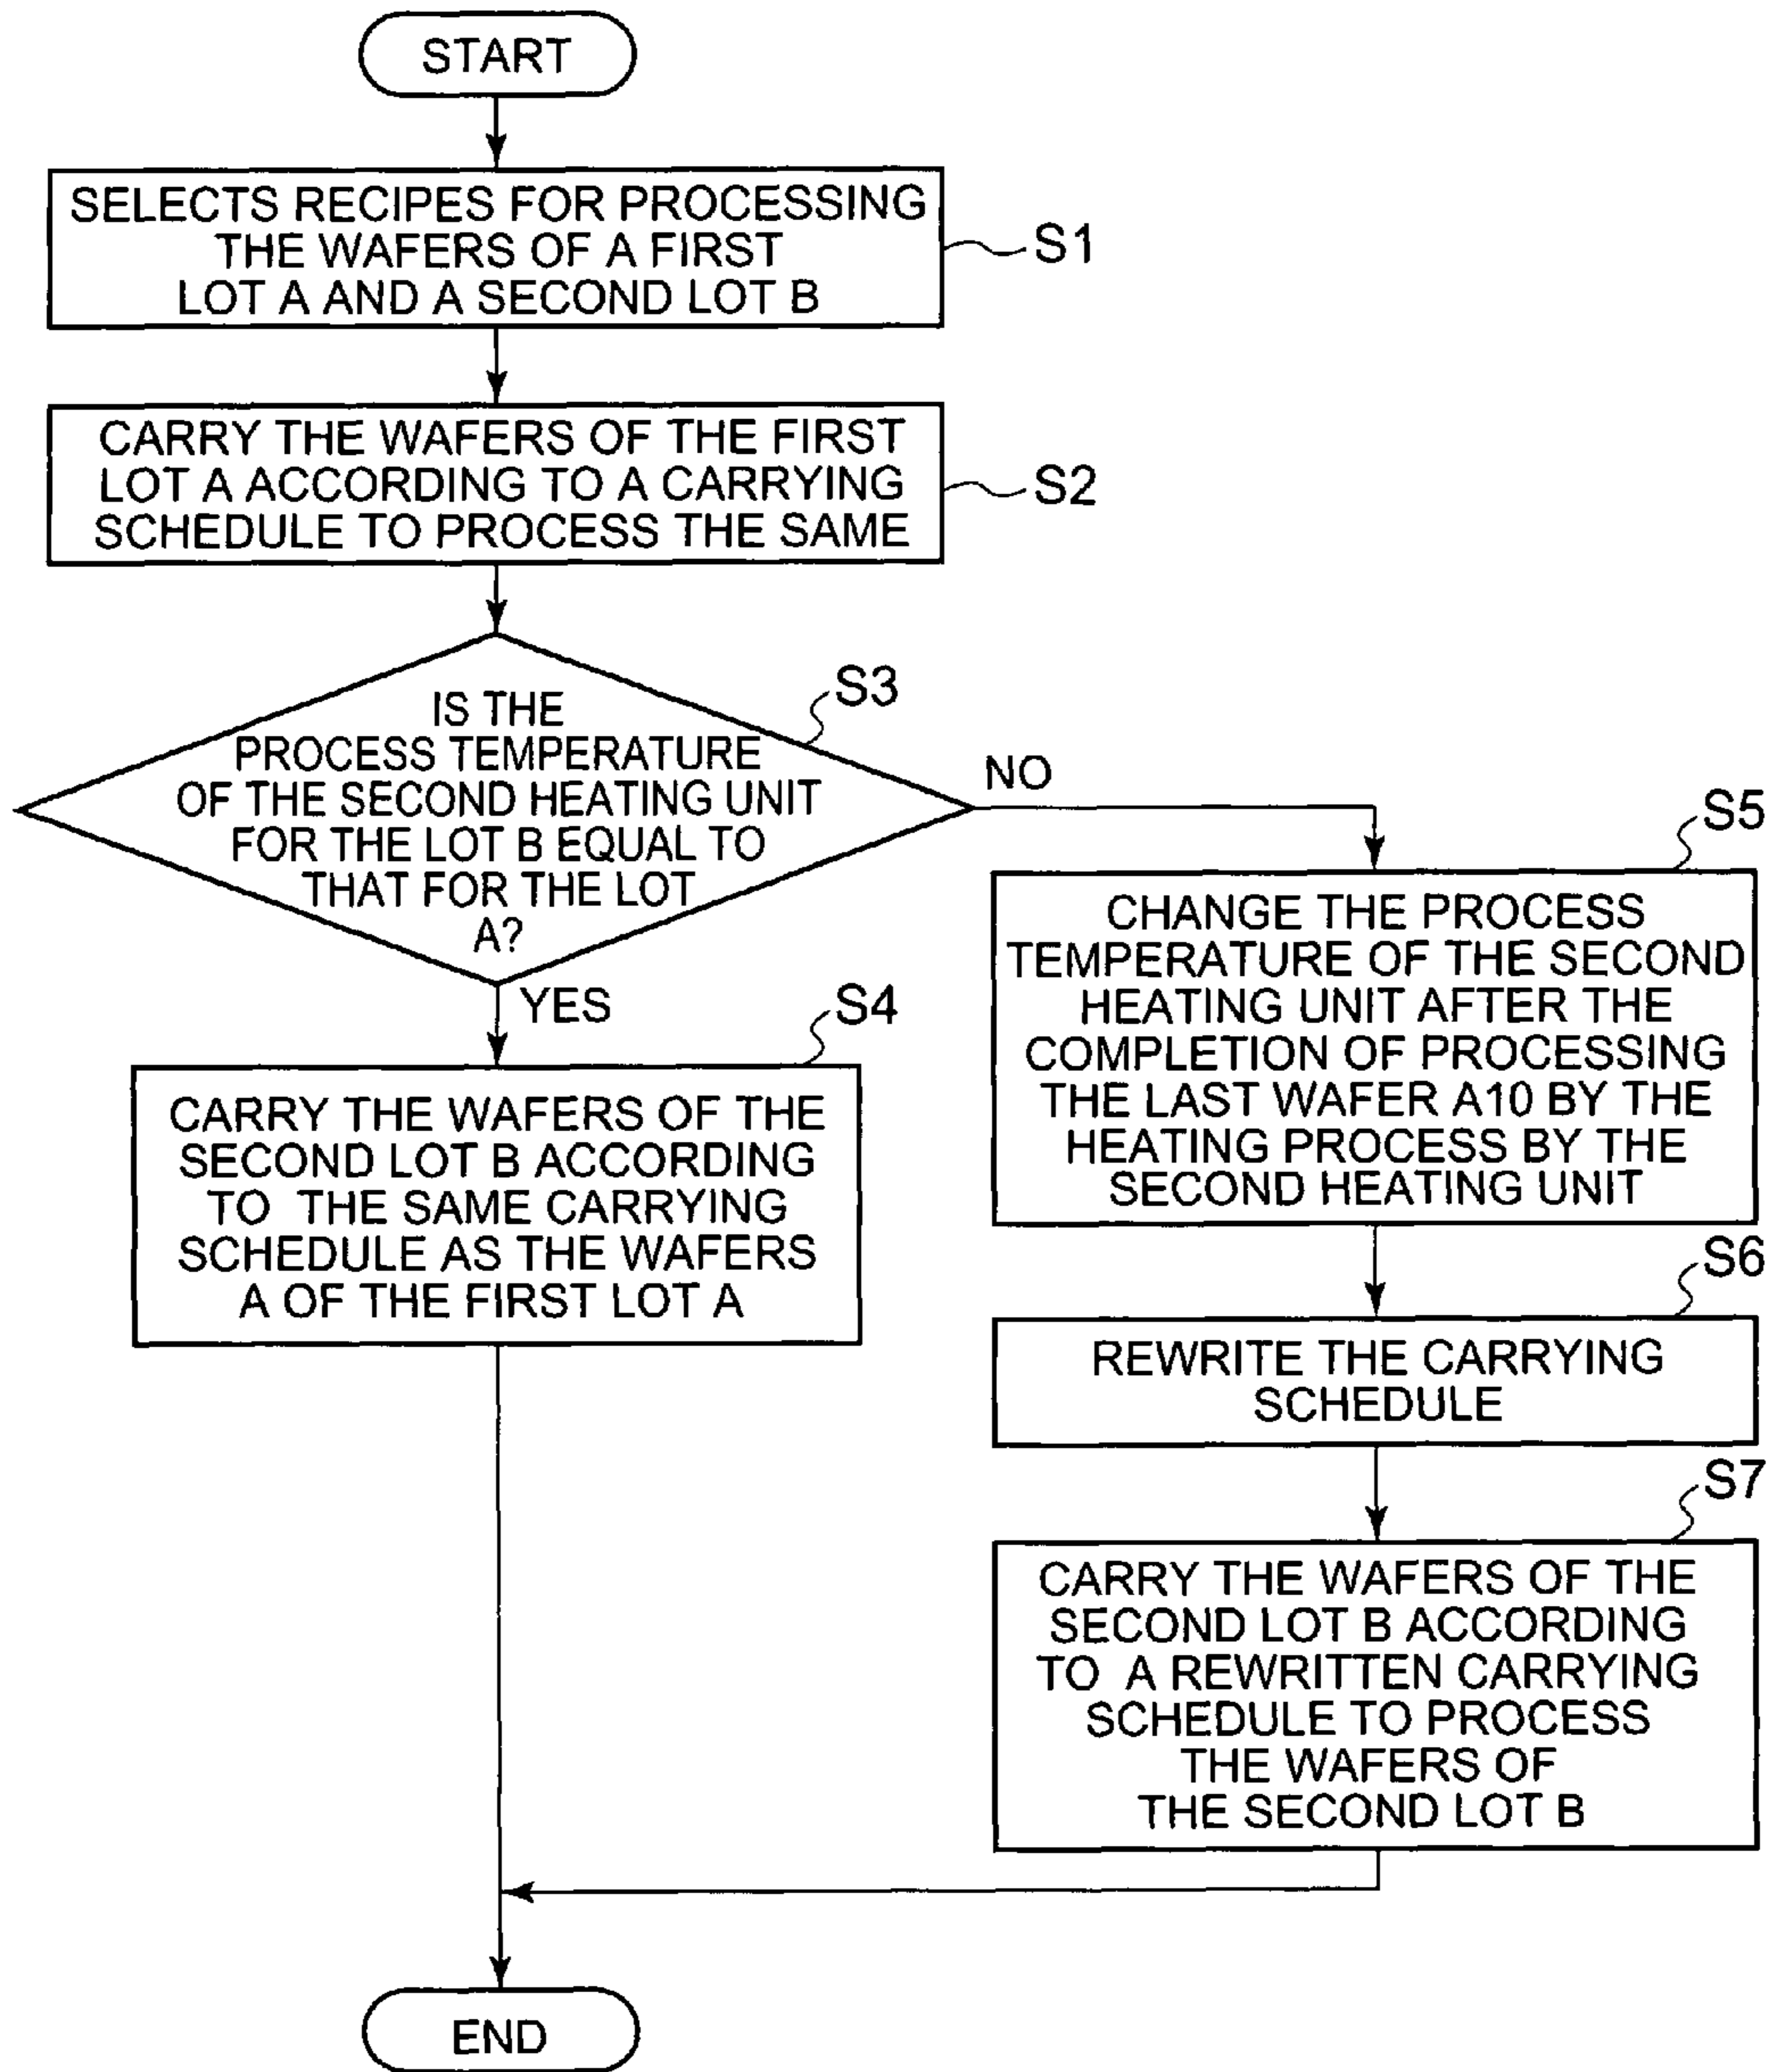 START
SELECTS RECIPES FOR PROCESSING
THE WAFERS OF A FIRST
LOT A AND A SECOND LOT B
S1
CARRY THE WAFERS OF THE FIRST
LOT A ACCORDING TO A CARRYING
SCHEDULE TO PROCESS THE SAME
S2
IS THE
PROCESS TEMPERATURE
OF THE SECOND HEATING UNIT
FOR THE LOT B EQUAL TO
THAT FOR THE LOT
A?
S3
NO
YES
S4
CARRY THE WAFERS OF THE
SECOND LOT B ACCORDING
TO THE SAME CARRYING
SCHEDULE AS THE WAFERS
A OF THE FIRST LOT A
S5
CHANGE THE PROCESS
TEMPERATURE OF THE SECOND
HEATING UNIT AFTER THE
COMPLETION OF PROCESSING
THE LAST WAFER A10 BY THE
HEATING PROCESS BY THE
SECOND HEATING UNIT
S6
REWRITE THE CARRYING
SCHEDULE
S7
CARRY THE WAFERS OF THE
SECOND LOT B ACCORDING
TO A REWRITTEN CARRYING
SCHEDULE TO PROCESS
THE WAFERS OF
THE SECOND LOT B
END